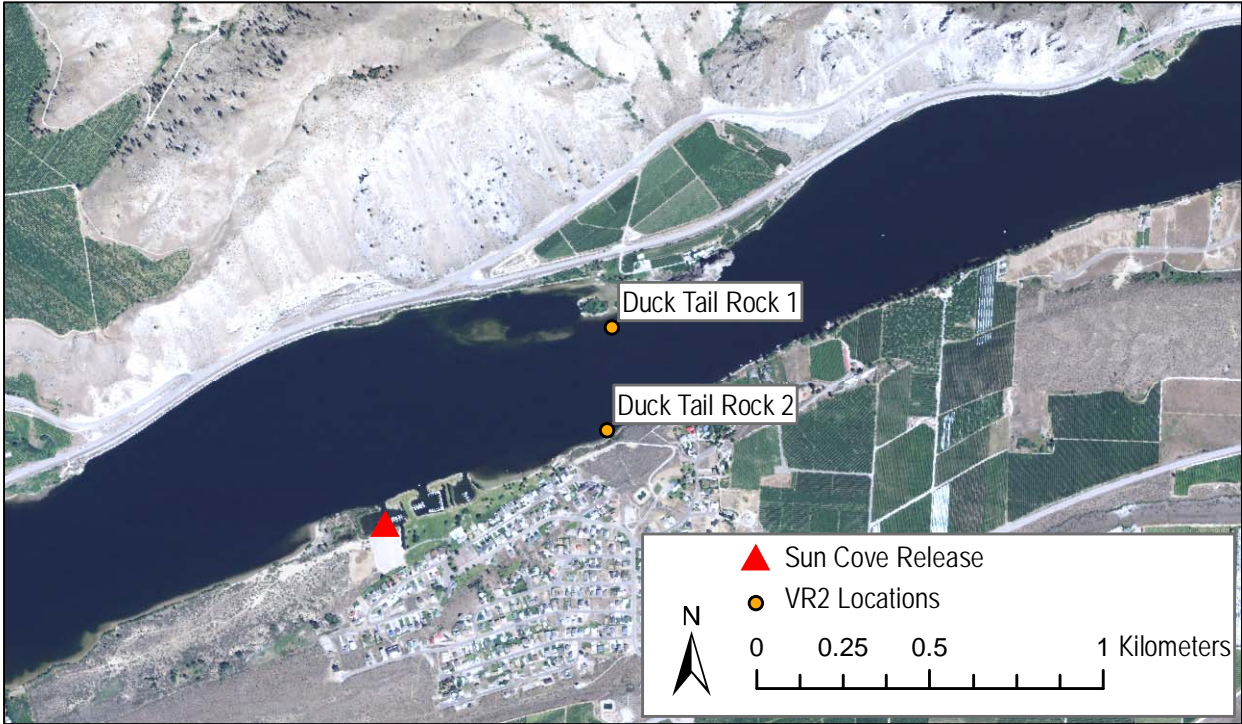 Duck Tail Rock 1
Duck Tail Rock 2
Sun Cove Release
VR2 Locations
N
0 0.25 0.5 1 Kilometers